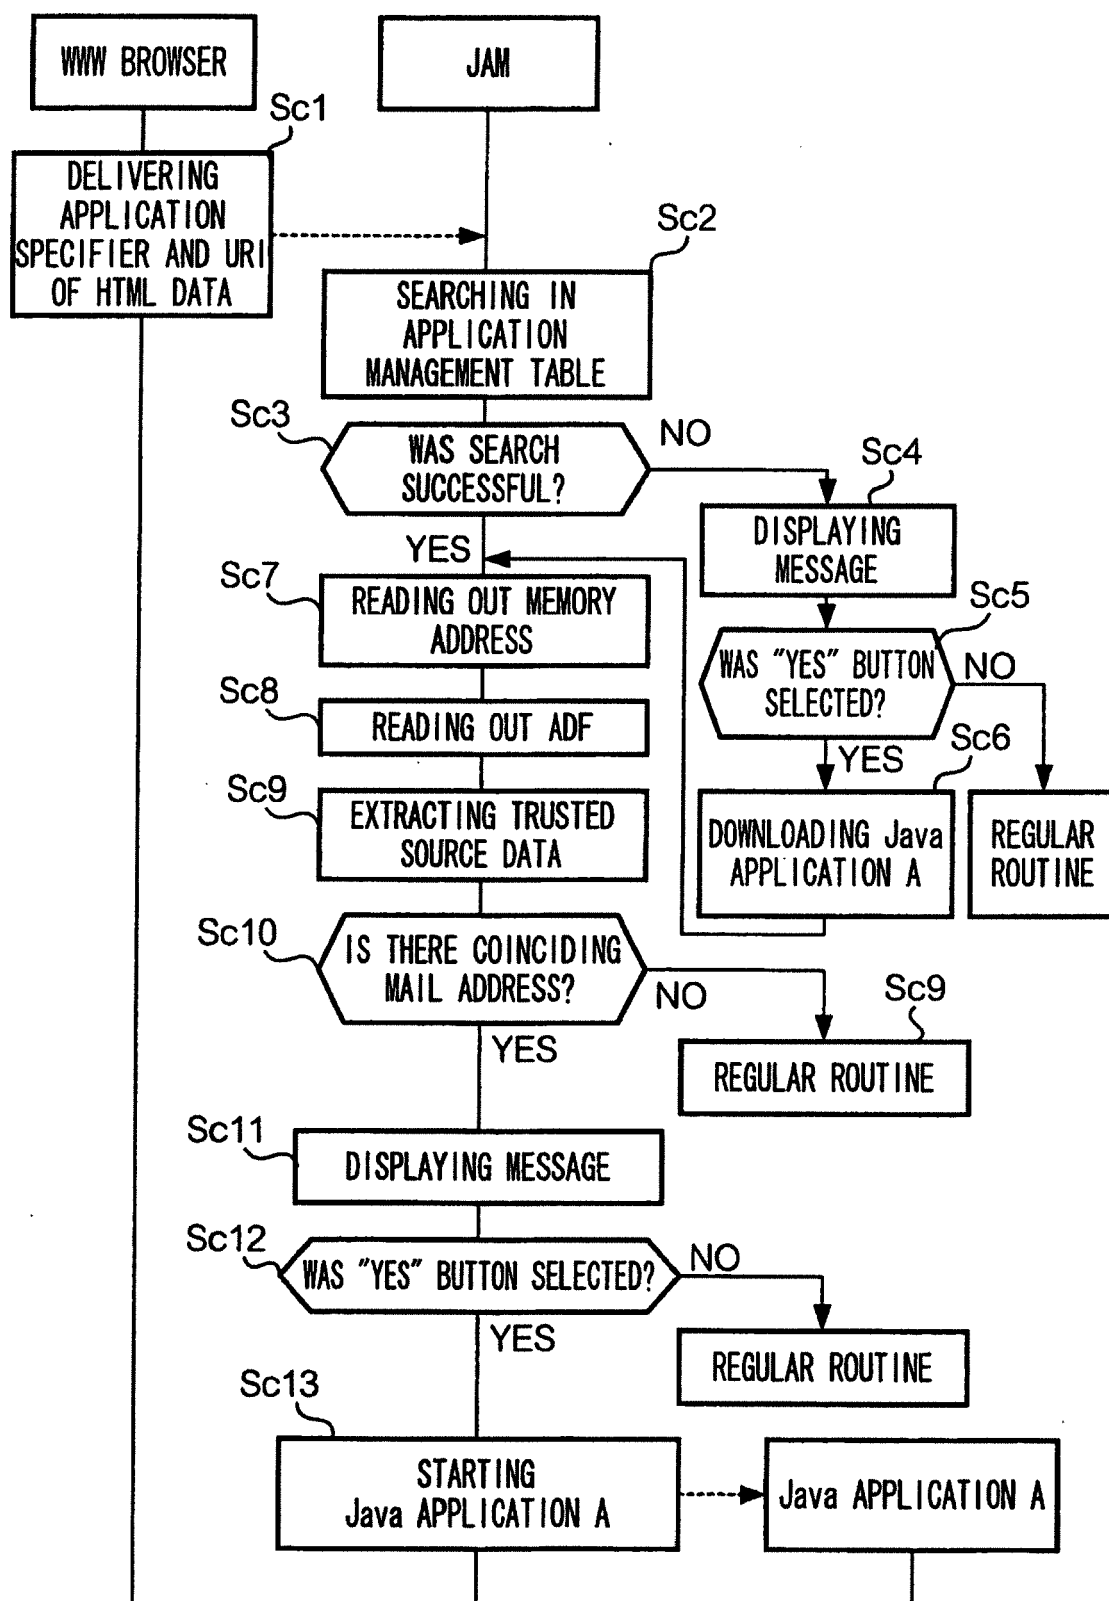 WWW BROWSER
JAM
Sc1
DELIVERING
APPLICATION
SPECIFIER AND URI
OF HTML DATA
Sc2
SEARCHING IN
APPLICATION
MANAGEMENT TABLE
Sc3
WAS SEARCH
SUCCESSFUL?
NO
YES
Sc4
DISPLAYING
MESSAGE
Sc5
WAS "YES" BUTTON
SELECTED?
NO
YES
Sc6
DOWNLOADING Java
APPLICATION A
REGULAR
ROUTINE
Sc7
READING OUT MEMORY
ADDRESS
Sc8
READING OUT ADF
Sc9
EXTRACTING TRUSTED
SOURCE DATA
Sc10
IS THERE COINCIDING
MAIL ADDRESS?
NO
YES
Sc9
REGULAR ROUTINE
Sc11
DISPLAYING MESSAGE
Sc12
WAS "YES" BUTTON SELECTED?
NO
YES
REGULAR ROUTINE
Sc13
STARTING
Java APPLICATION A
Java APPLICATION A